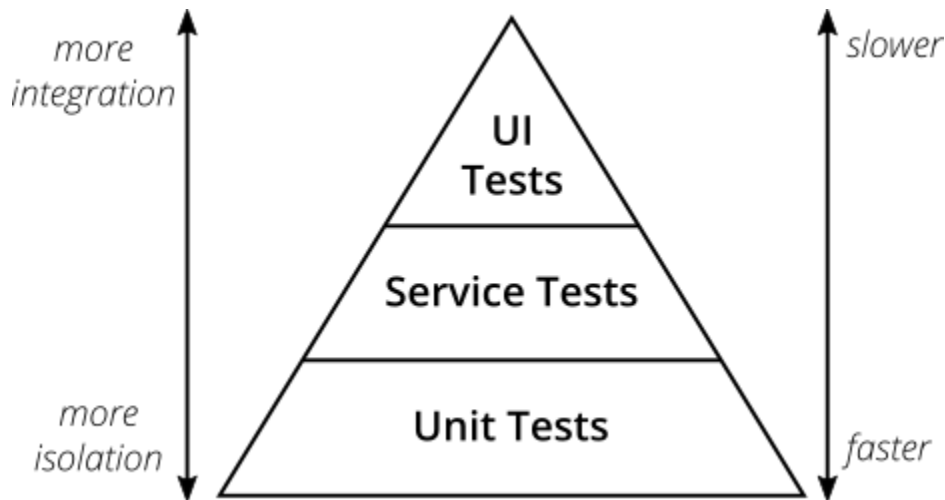 more
integration
slower
UI
Tests
Service Tests
more
isolation
Unit Tests
faster